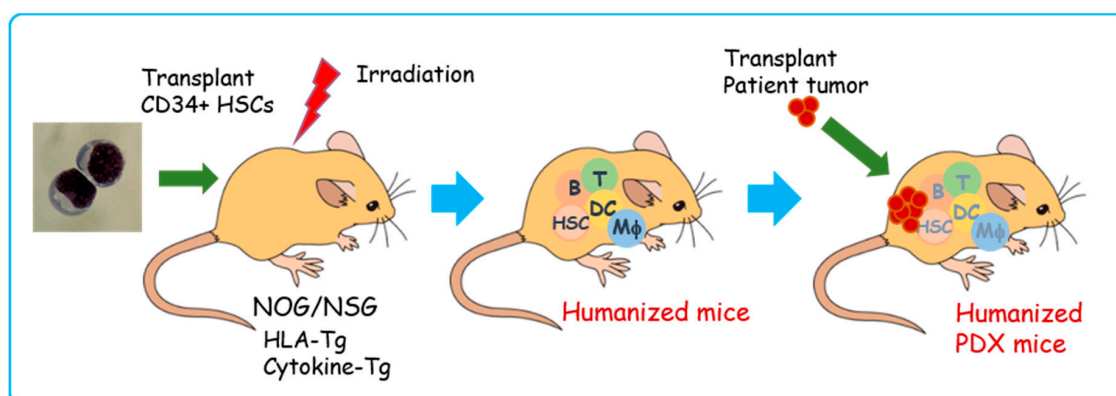 Transplant
CD34+ HSCs
Irradiation
NOG/NSG
HLA-Tg
Cytokine-Tg
B
T
DC
HSC
Mϕ
Humanized mice
Transplant
Patient tumor
B
T
DC
HSC
Mϕ
Humanized
PDX mice